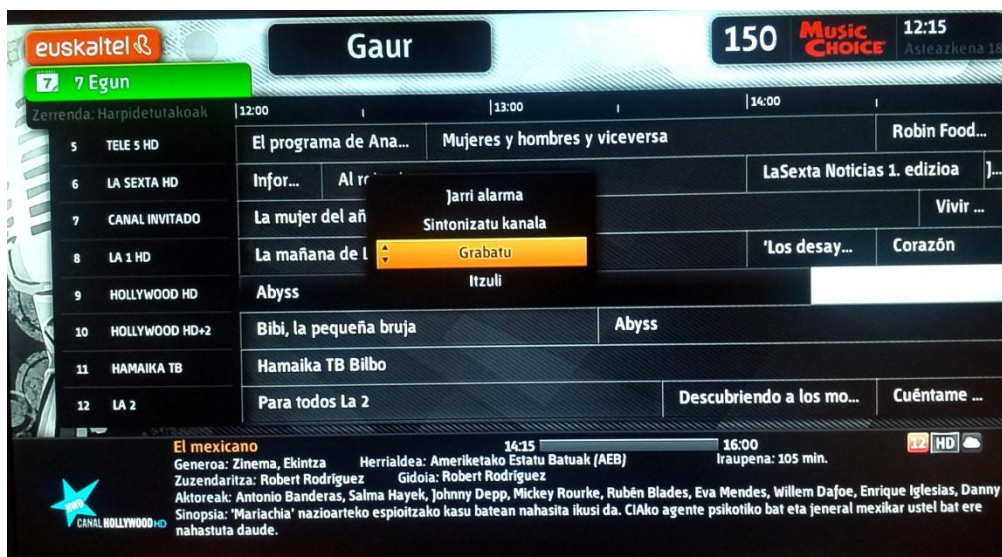 euskaltel
Gaur
150 Music Choice 12:15
Asteazkena 18
7 7 Egun
Zerrenda: Harpidetutakoak 12:00 13:00 14:00
5 TELE 5 HD El programa de Ana... Mujeres y hombres y viceversa Robin Food...
6 LA SEXTA HD Infor... LaSexta Noticias 1. edizioa ]...
Jarri alarma
7 CANAL INVITADO La mujer del añ Vivir ...
Sintonizatu kanala
8 LA 1 HD La mañana de L 'Los desay... Corazón
Grabatu
Itzuli
9 HOLLYWOOD HD Abyss
10 HOLLYWOOD HD+2 Bibi, la pequeña bruja Abyss
11 HAMAIKA TB Hamaika TB Bilbo
12 LA 2 Para todos La 2 Descubriendo a los mo... Cuéntame ...
El mexicano 14:15 16:00 12 HD
Generoa: Zinema, Ekintza Herrialdea: Ameriketako Estatu Batuak (AEB) Iraupena: 105 min.
Zuzendaritza: Robert Rodríguez Gidoia: Robert Rodríguez
Aktoreak: Antonio Banderas, Salma Hayek, Johnny Depp, Mickey Rourke, Rubén Blades, Eva Mendes, Willem Dafoe, Enrique Iglesias, Danny
Sinopsia: 'Mariachia' nazioarteko espioitzako kasu batean nahasita ikusi da. CIAko agente psikotiko bat eta jeneral mexikar ustel bat ere
nahastuta daude.
HWD
CANAL HOLLYWOOD HD